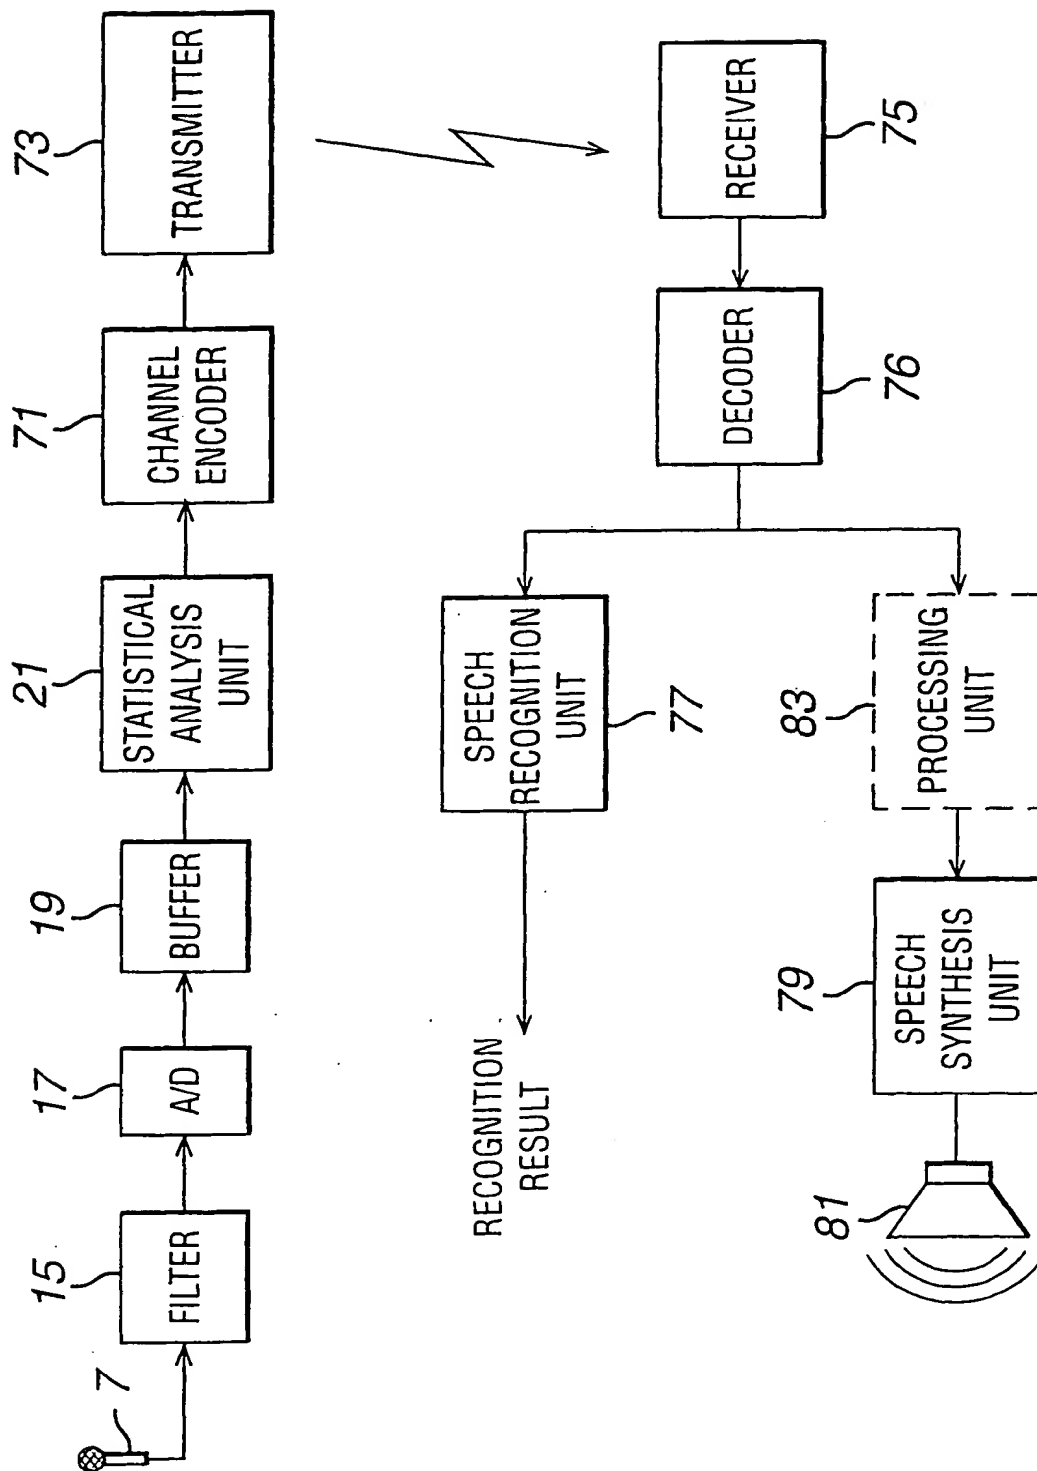 7
15
FILTER
17
A/D
19
BUFFER
21
STATISTICAL
ANALYSIS
UNIT
71
CHANNEL
ENCODER
73
TRANSMITTER
RECEIVER
75
DECODER
76
SPEECH
RECOGNITION
UNIT
77
RECOGNITION
RESULT
PROCESSING
UNIT
83
SPEECH
SYNTHESIS
UNIT
79
81